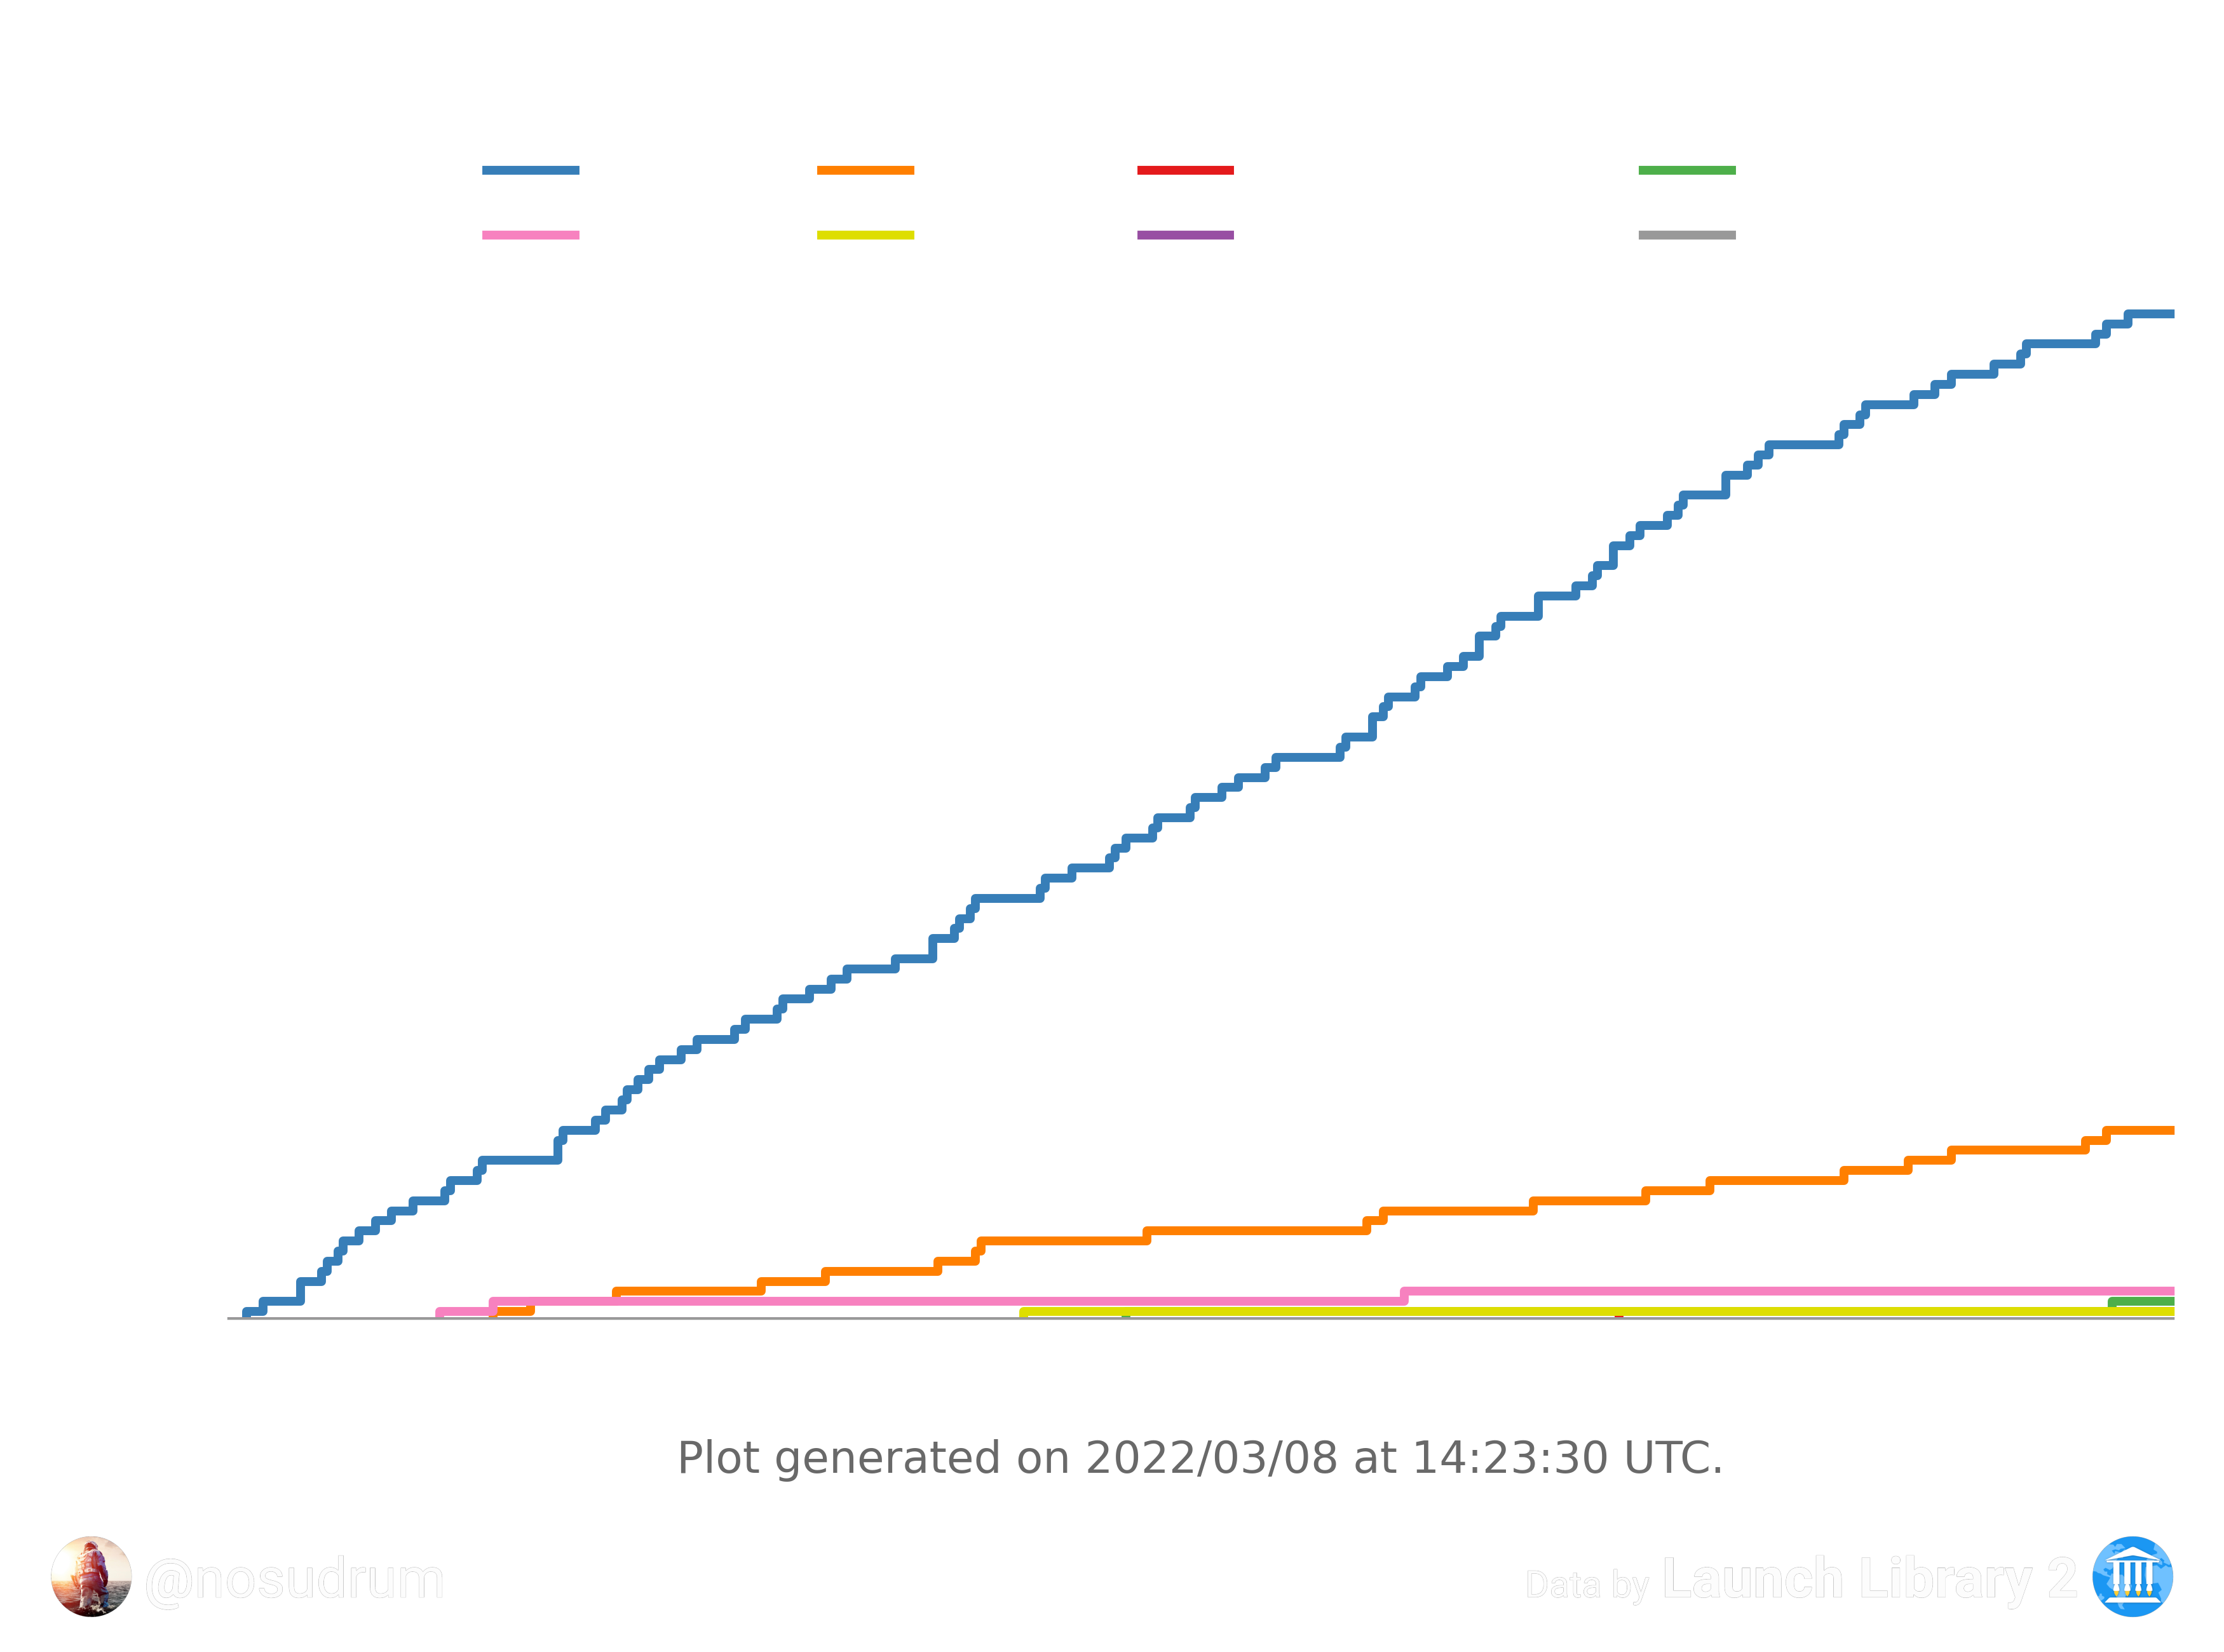 Plot generated on 2022/03/08 at 14:23:30 UTC.
@nosudrum
Data by Launch Library 2